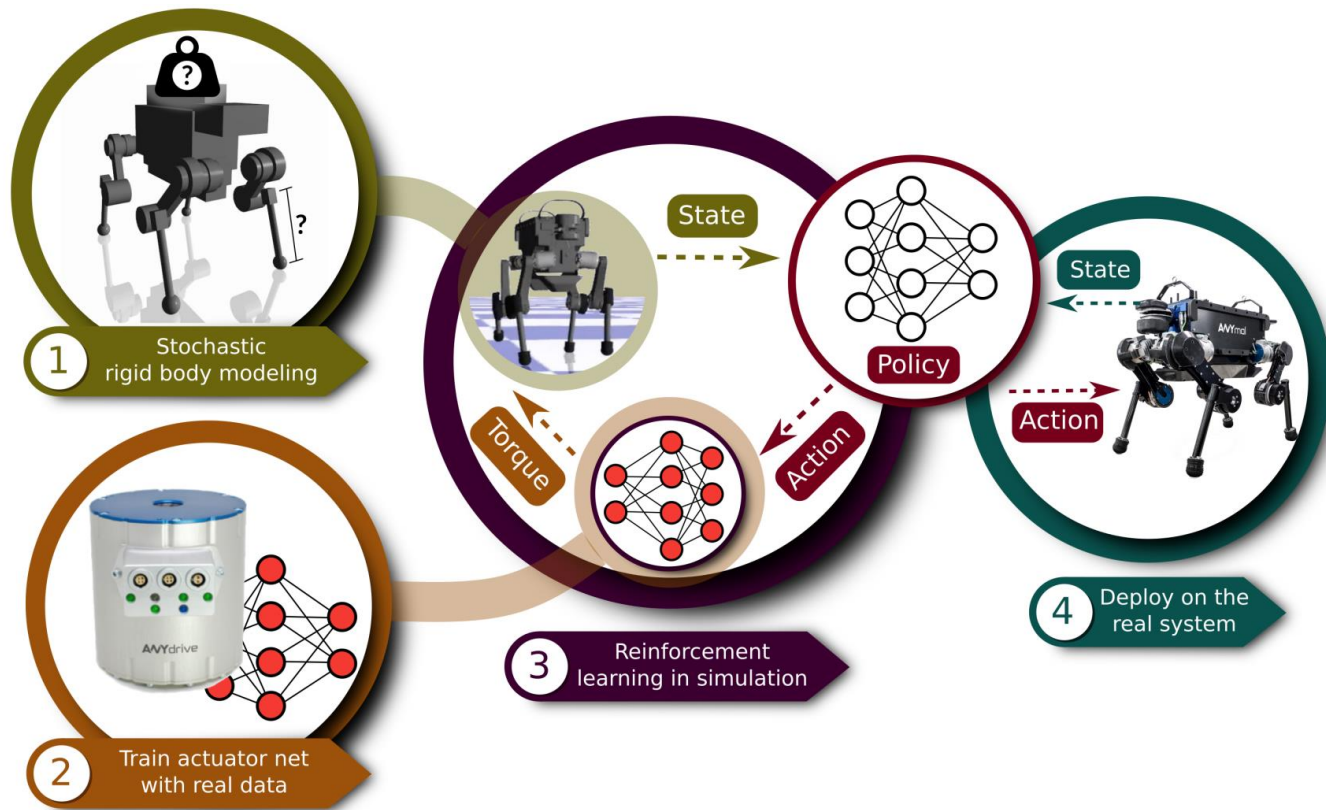 ?
?
1
Stochastic
rigid body modeling
ANYdrive
2
Train actuator net
with real data
State
Policy
Action
Torque
3
Reinforcement
learning in simulation
State
ANYmal
Action
4
Deploy on the
real system